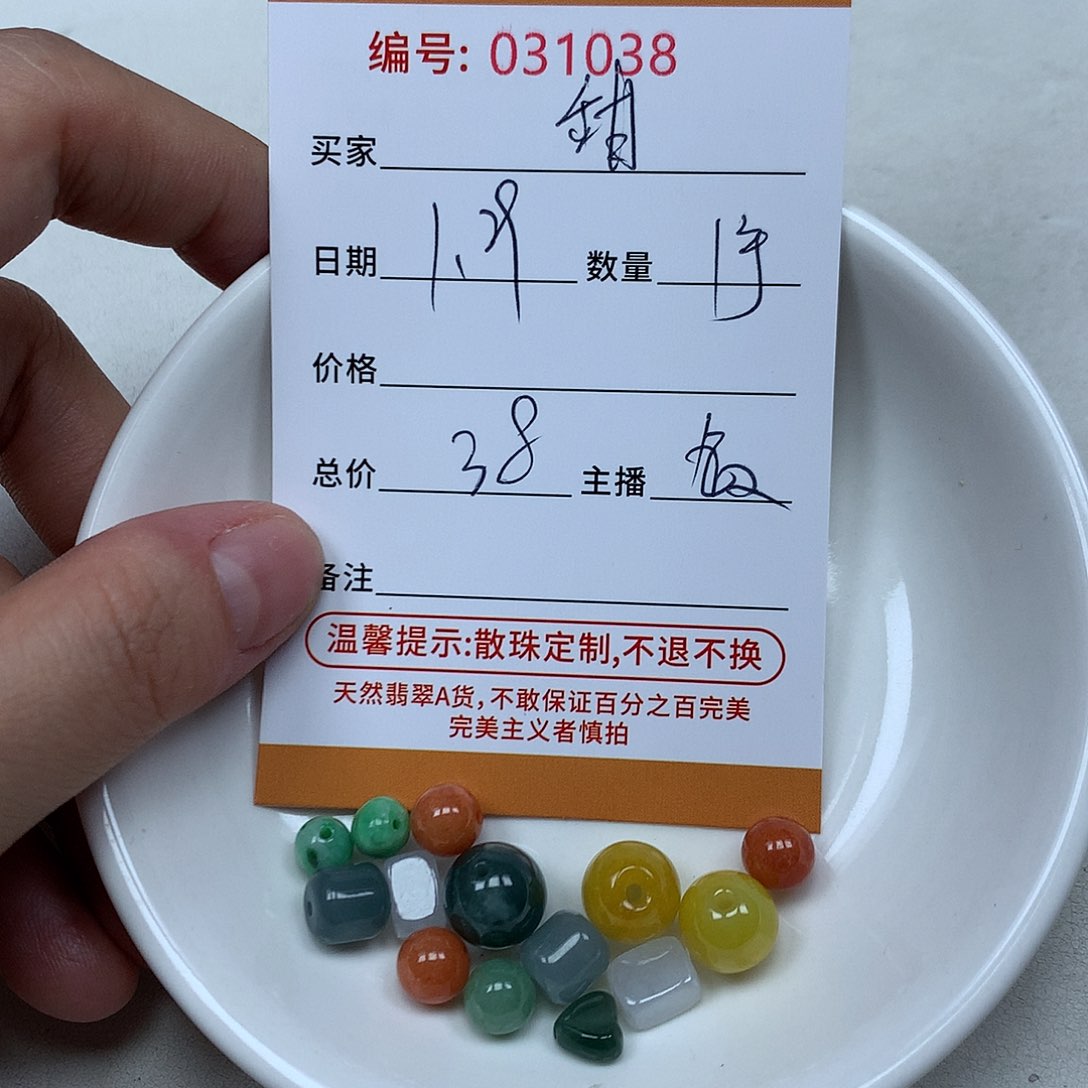 编号: 031038
买家
日期 1.29 数量
价格
总价 38 主播
备注
温馨提示:散珠定制,不退不换
天然翡翠A货,不敢保证百分之百完美
完美主义者慎拍